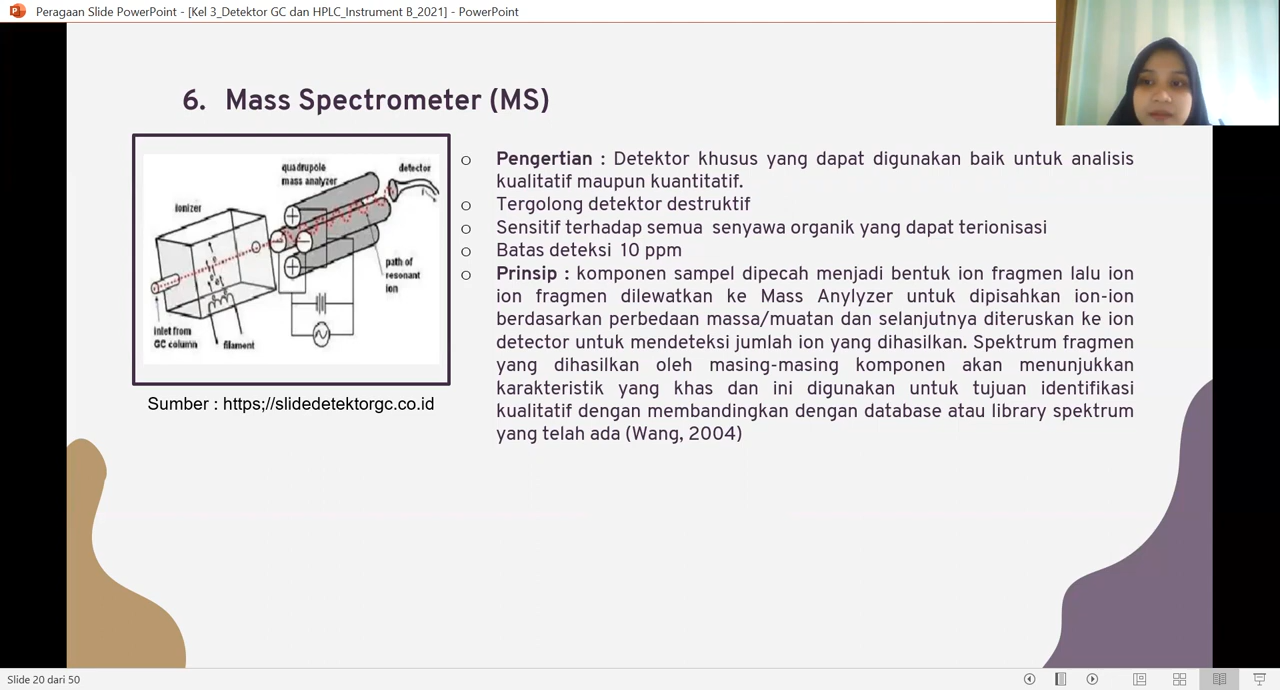 Peragaan Slide PowerPoint - [Kel 3_Detektor GC dan HPLC_Instrument B_2021] - PowerPoint
6. Mass Spectrometer (MS)
quadrupole
mass analyzer
detector
ionizer
path of
resonant
ion
inlet from
GC column
filament
Sumber : https;//slidedetektorgc.co.id
o Pengertian : Detektor khusus yang dapat digunakan baik untuk analisis
kualitatif maupun kuantitatif.
o Tergolong detektor destruktif
o Sensitif terhadap semua senyawa organik yang dapat terionisasi
o Batas deteksi 10 ppm
o Prinsip : komponen sampel dipecah menjadi bentuk ion fragmen lalu ion
ion fragmen dilewatkan ke Mass Anylyzer untuk dipisahkan ion-ion
berdasarkan perbedaan massa/muatan dan selanjutnya diteruskan ke ion
detector untuk mendeteksi jumlah ion yang dihasilkan. Spektrum fragmen
yang dihasilkan oleh masing-masing komponen akan menunjukkan
karakteristik yang khas dan ini digunakan untuk tujuan identifikasi
kualitatif dengan membandingkan dengan database atau library spektrum
yang telah ada (Wang, 2004)
Slide 20 dari 50